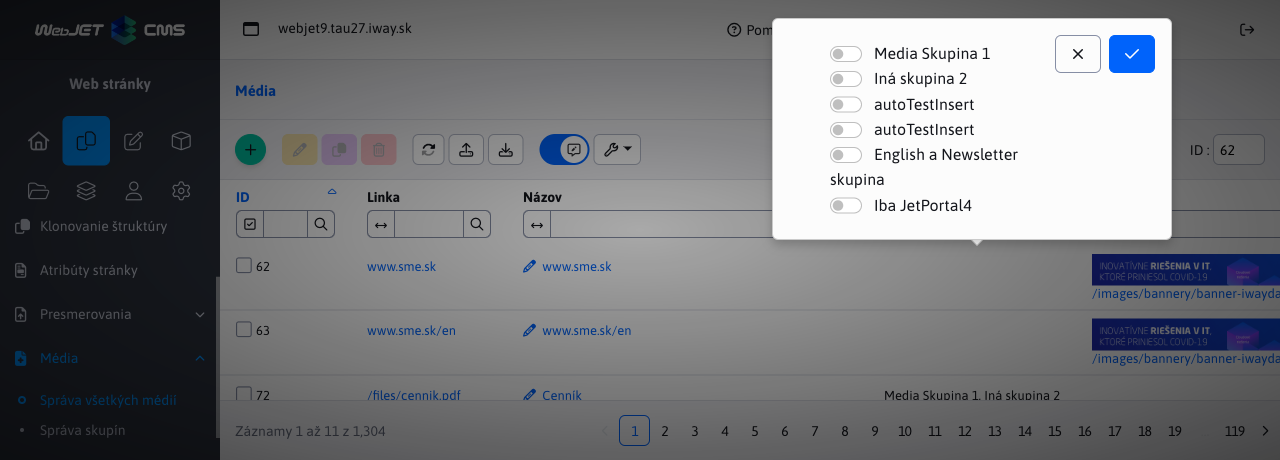 WebJET CMS
webjet9.tau27.iway.sk
Pom
Web stránky
Klonovanie štruktúry
Atribúty stránky
Presmerovania
Média
Správa všetkých médií
Správa skupín
Média
ID : 62
Media Skupina 1
Iná skupina 2
autoTestInsert
autoTestInsert
English a Newsletter
skupina
Iba JetPortal4
ID Linka Názov
62 www.sme.sk www.sme.sk
INOVATÍVNE RIEŠENIA V IT,
KTORÉ PRINIESOL COVID-19
/images/bannery/banner-iwayda
63 www.sme.sk/en www.sme.sk/en
INOVATÍVNE RIEŠENIA V IT,
KTORÉ PRINIESOL COVID-19
/images/bannery/banner-iwayda
72 /files/cennik.pdf Cenník Media Skupina 1, Iná skupina 2
Záznamy 1 až 11 z 1,304
1 2 3 4 5 6 7 8 9 10 11 12 13 14 15 16 17 18 19 119